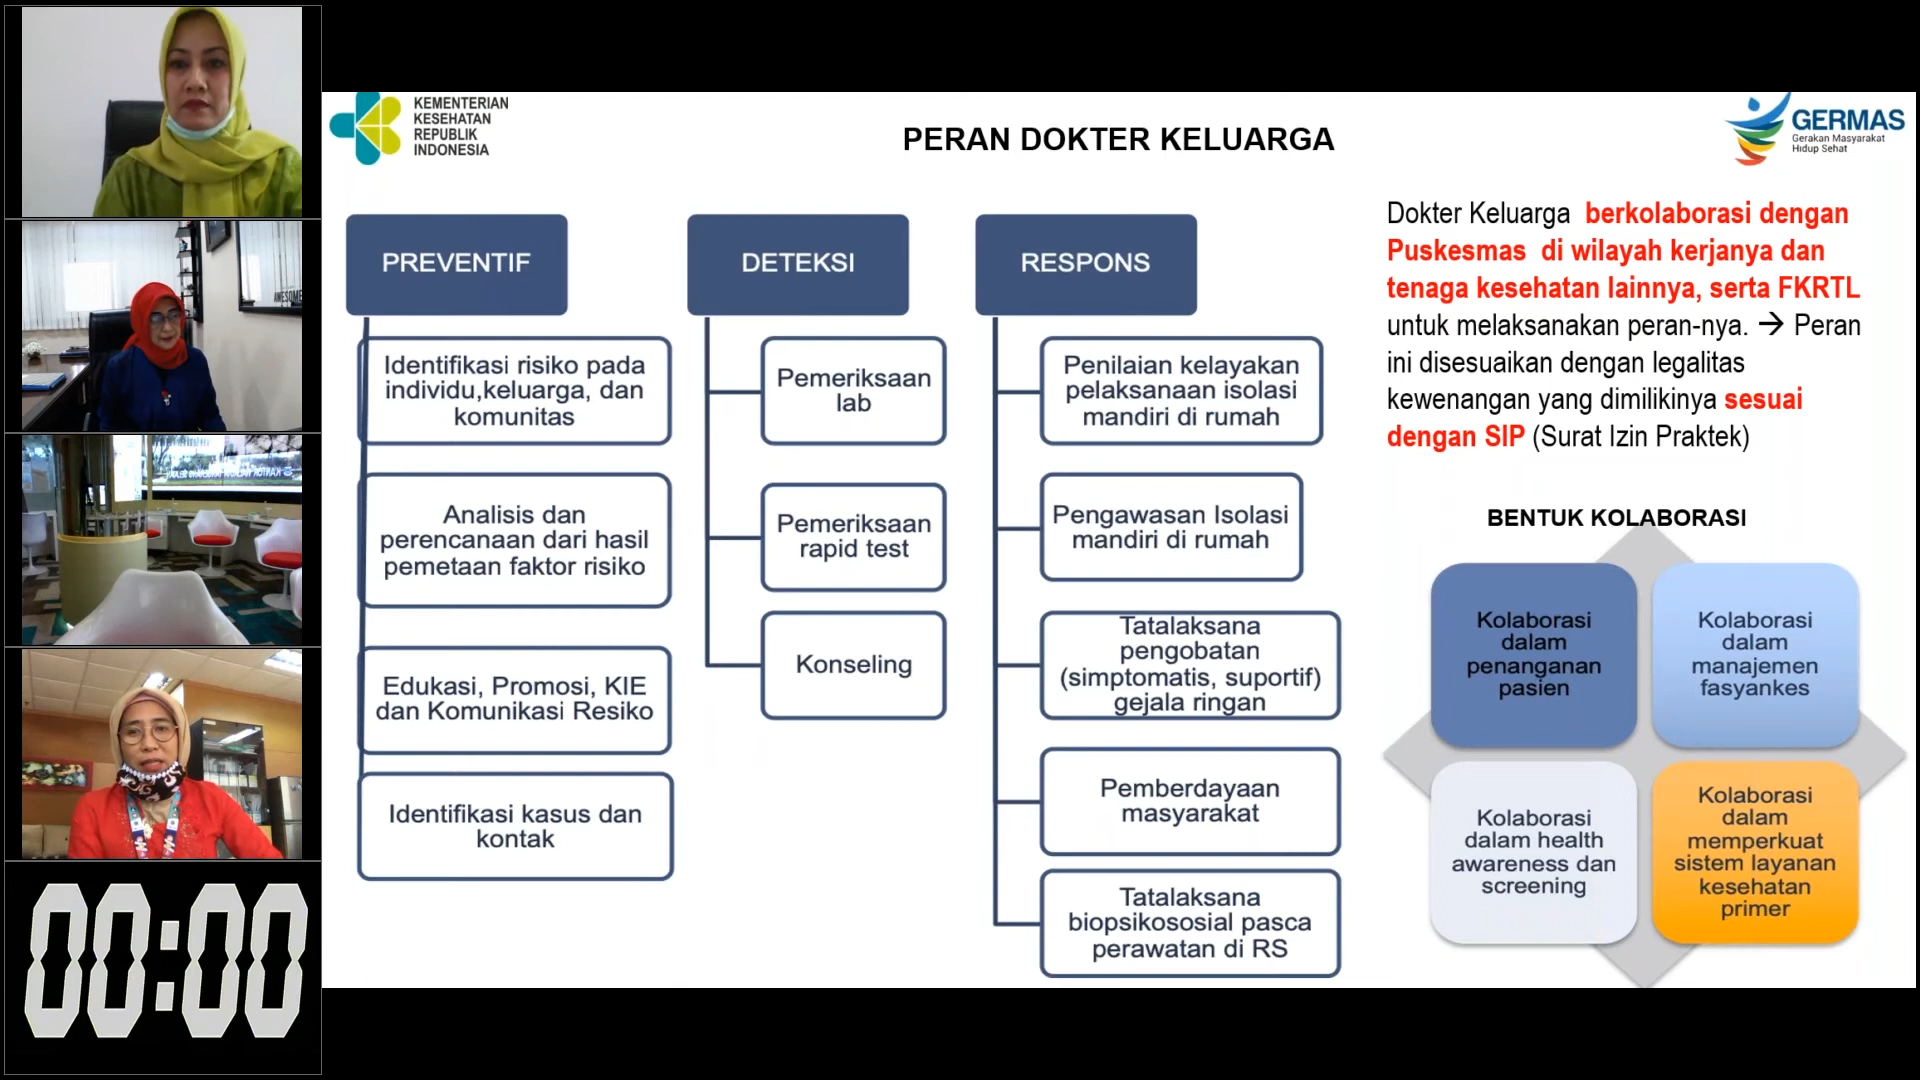 KEMENTERIAN
KESEHATAN
REPUBLIK
INDONESIA
PERAN DOKTER KELUARGA
GERMAS
Gerakan Masyarakat
Hidup Sehat
PREVENTIF
Identifikasi risiko pada
individu,keluarga, dan
komunitas
Analisis dan
perencanaan dari hasil
pemetaan faktor risiko
Edukasi, Promosi, KIE
dan Komunikasi Resiko
Identifikasi kasus dan
kontak
DETEKSI
Pemeriksaan
lab
Pemeriksaan
rapid test
Konseling
RESPONS
Penilaian kelayakan
pelaksanaan isolasi
mandiri di rumah
Pengawasan Isolasi
mandiri di rumah
Tatalaksana
pengobatan
(simptomatis, suportif)
gejala ringan
Pemberdayaan
masyarakat
Tatalaksana
biopsikososial pasca
perawatan di RS
Dokter Keluarga berkolaborasi dengan
Puskesmas di wilayah kerjanya dan
tenaga kesehatan lainnya, serta FKRTL
untuk melaksanakan peran-nya. → Peran
ini disesuaikan dengan legalitas
kewenangan yang dimilikinya sesuai
dengan SIP (Surat Izin Praktek)
BENTUK KOLABORASI
Kolaborasi
dalam
penanganan
pasien
Kolaborasi
dalam
manajemen
fasyankes
Kolaborasi
dalam health
awareness dan
screening
Kolaborasi
dalam
memperkuat
sistem layanan
kesehatan
primer
AWESOME
00:00